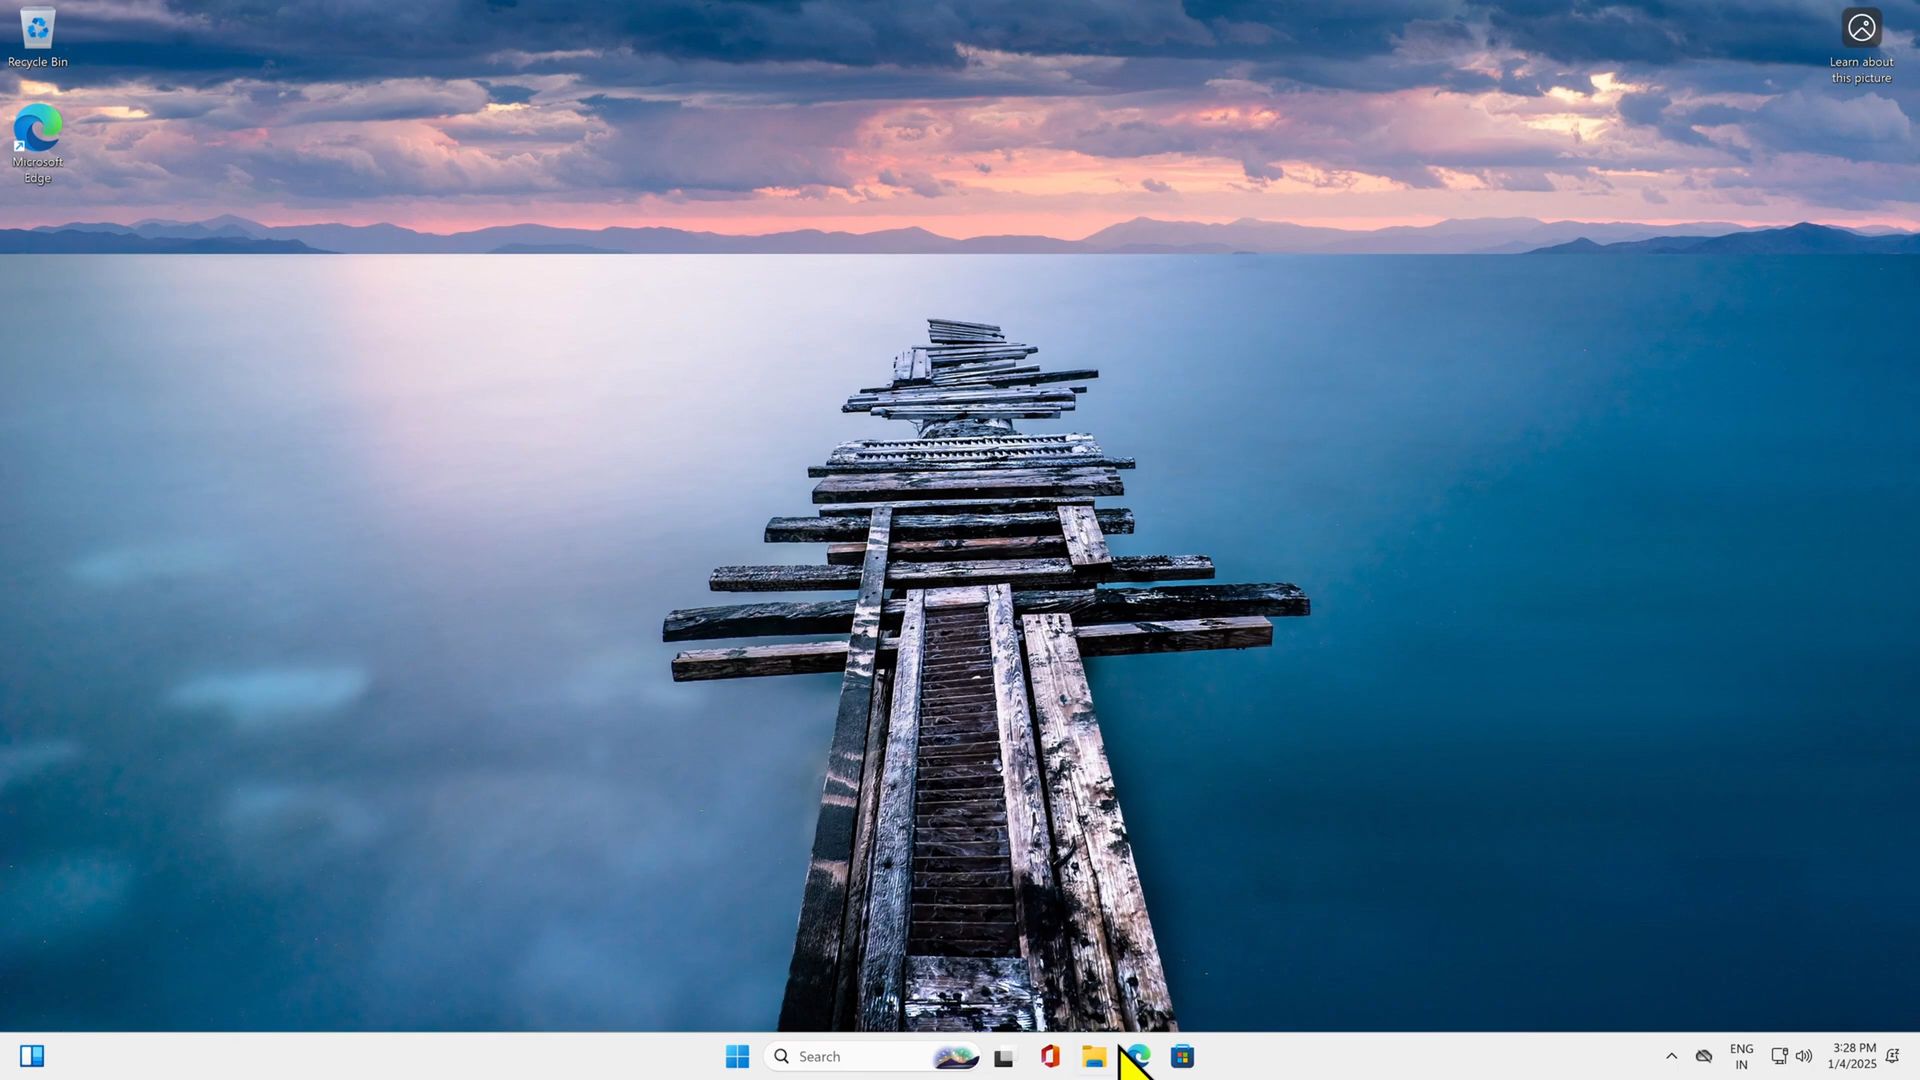 Recycle Bin
Learn about
this picture
Microsoft
Edge
Search
ENG
IN
3:28 PM
1/4/2025